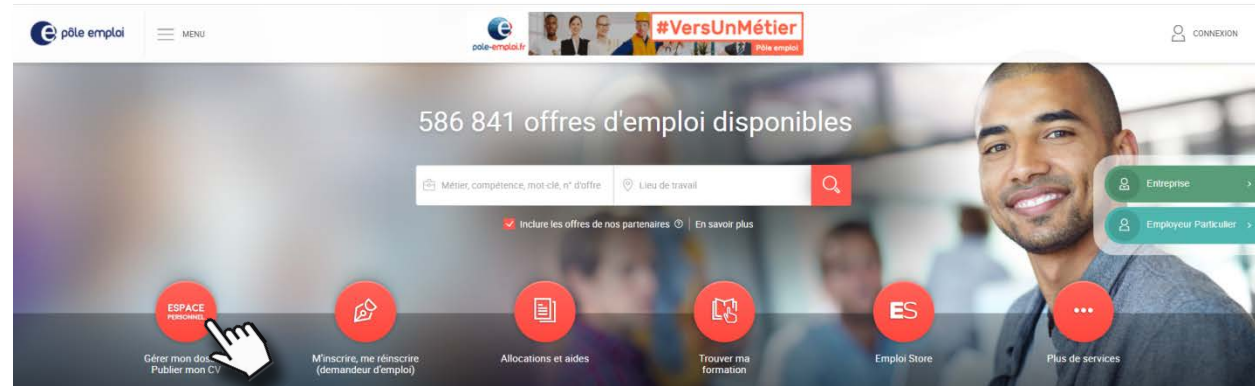 pôle emploi
MENU
pole-emploi.fr
#VersUnMétier
Pôle emploi
CONNEXION
586 841 offres d'emploi disponibles
Métier, compétence, mot-clé, n° d'offre
Lieu de travail
Inclure les offres de nos partenaires ? | En savoir plus
Entreprise >
Employeur Particulier >
ESPACE
PERSONNEL
ES
Gérer mon dos
Publier mon CV
M'inscrire, me réinscrire
(demandeur d'emploi)
Allocations et aides
Trouver ma
formation
Emploi Store
Plus de services